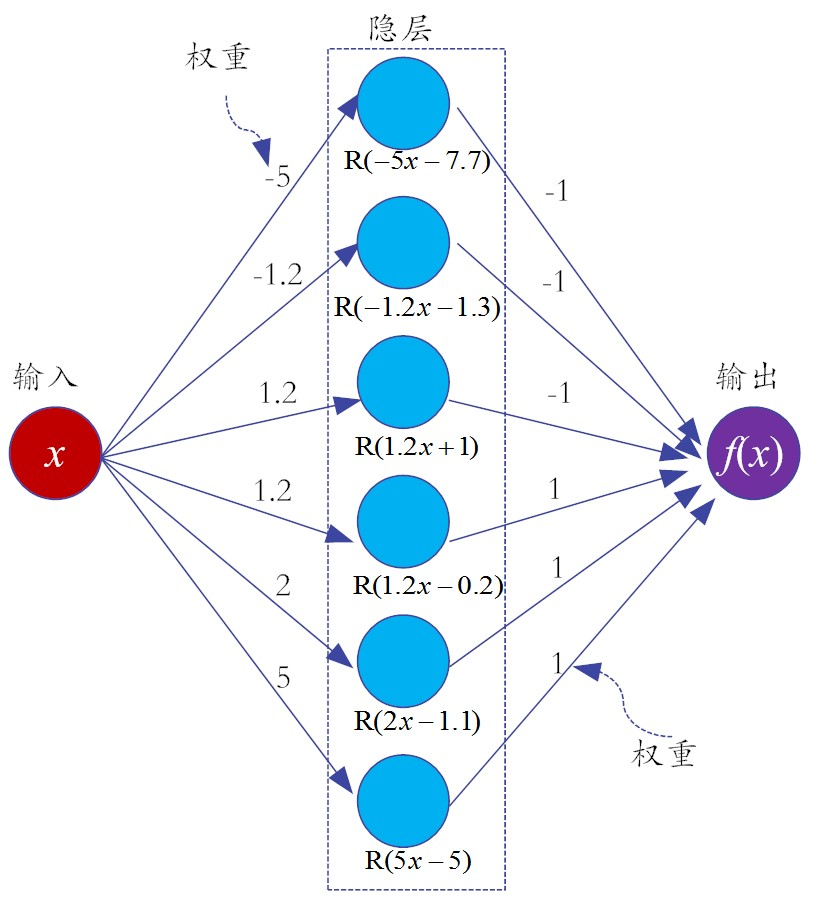 隐层
权重
R(−5x−7.7)
-5
-1
-1.2
-1
R(−1.2x−1.3)
输入
输出
1.2
-1
R(1.2x+1)
x
f(x)
1.2
1
R(1.2x−0.2)
2
1
5
1
R(2x−1.1)
权重
R(5x−5)